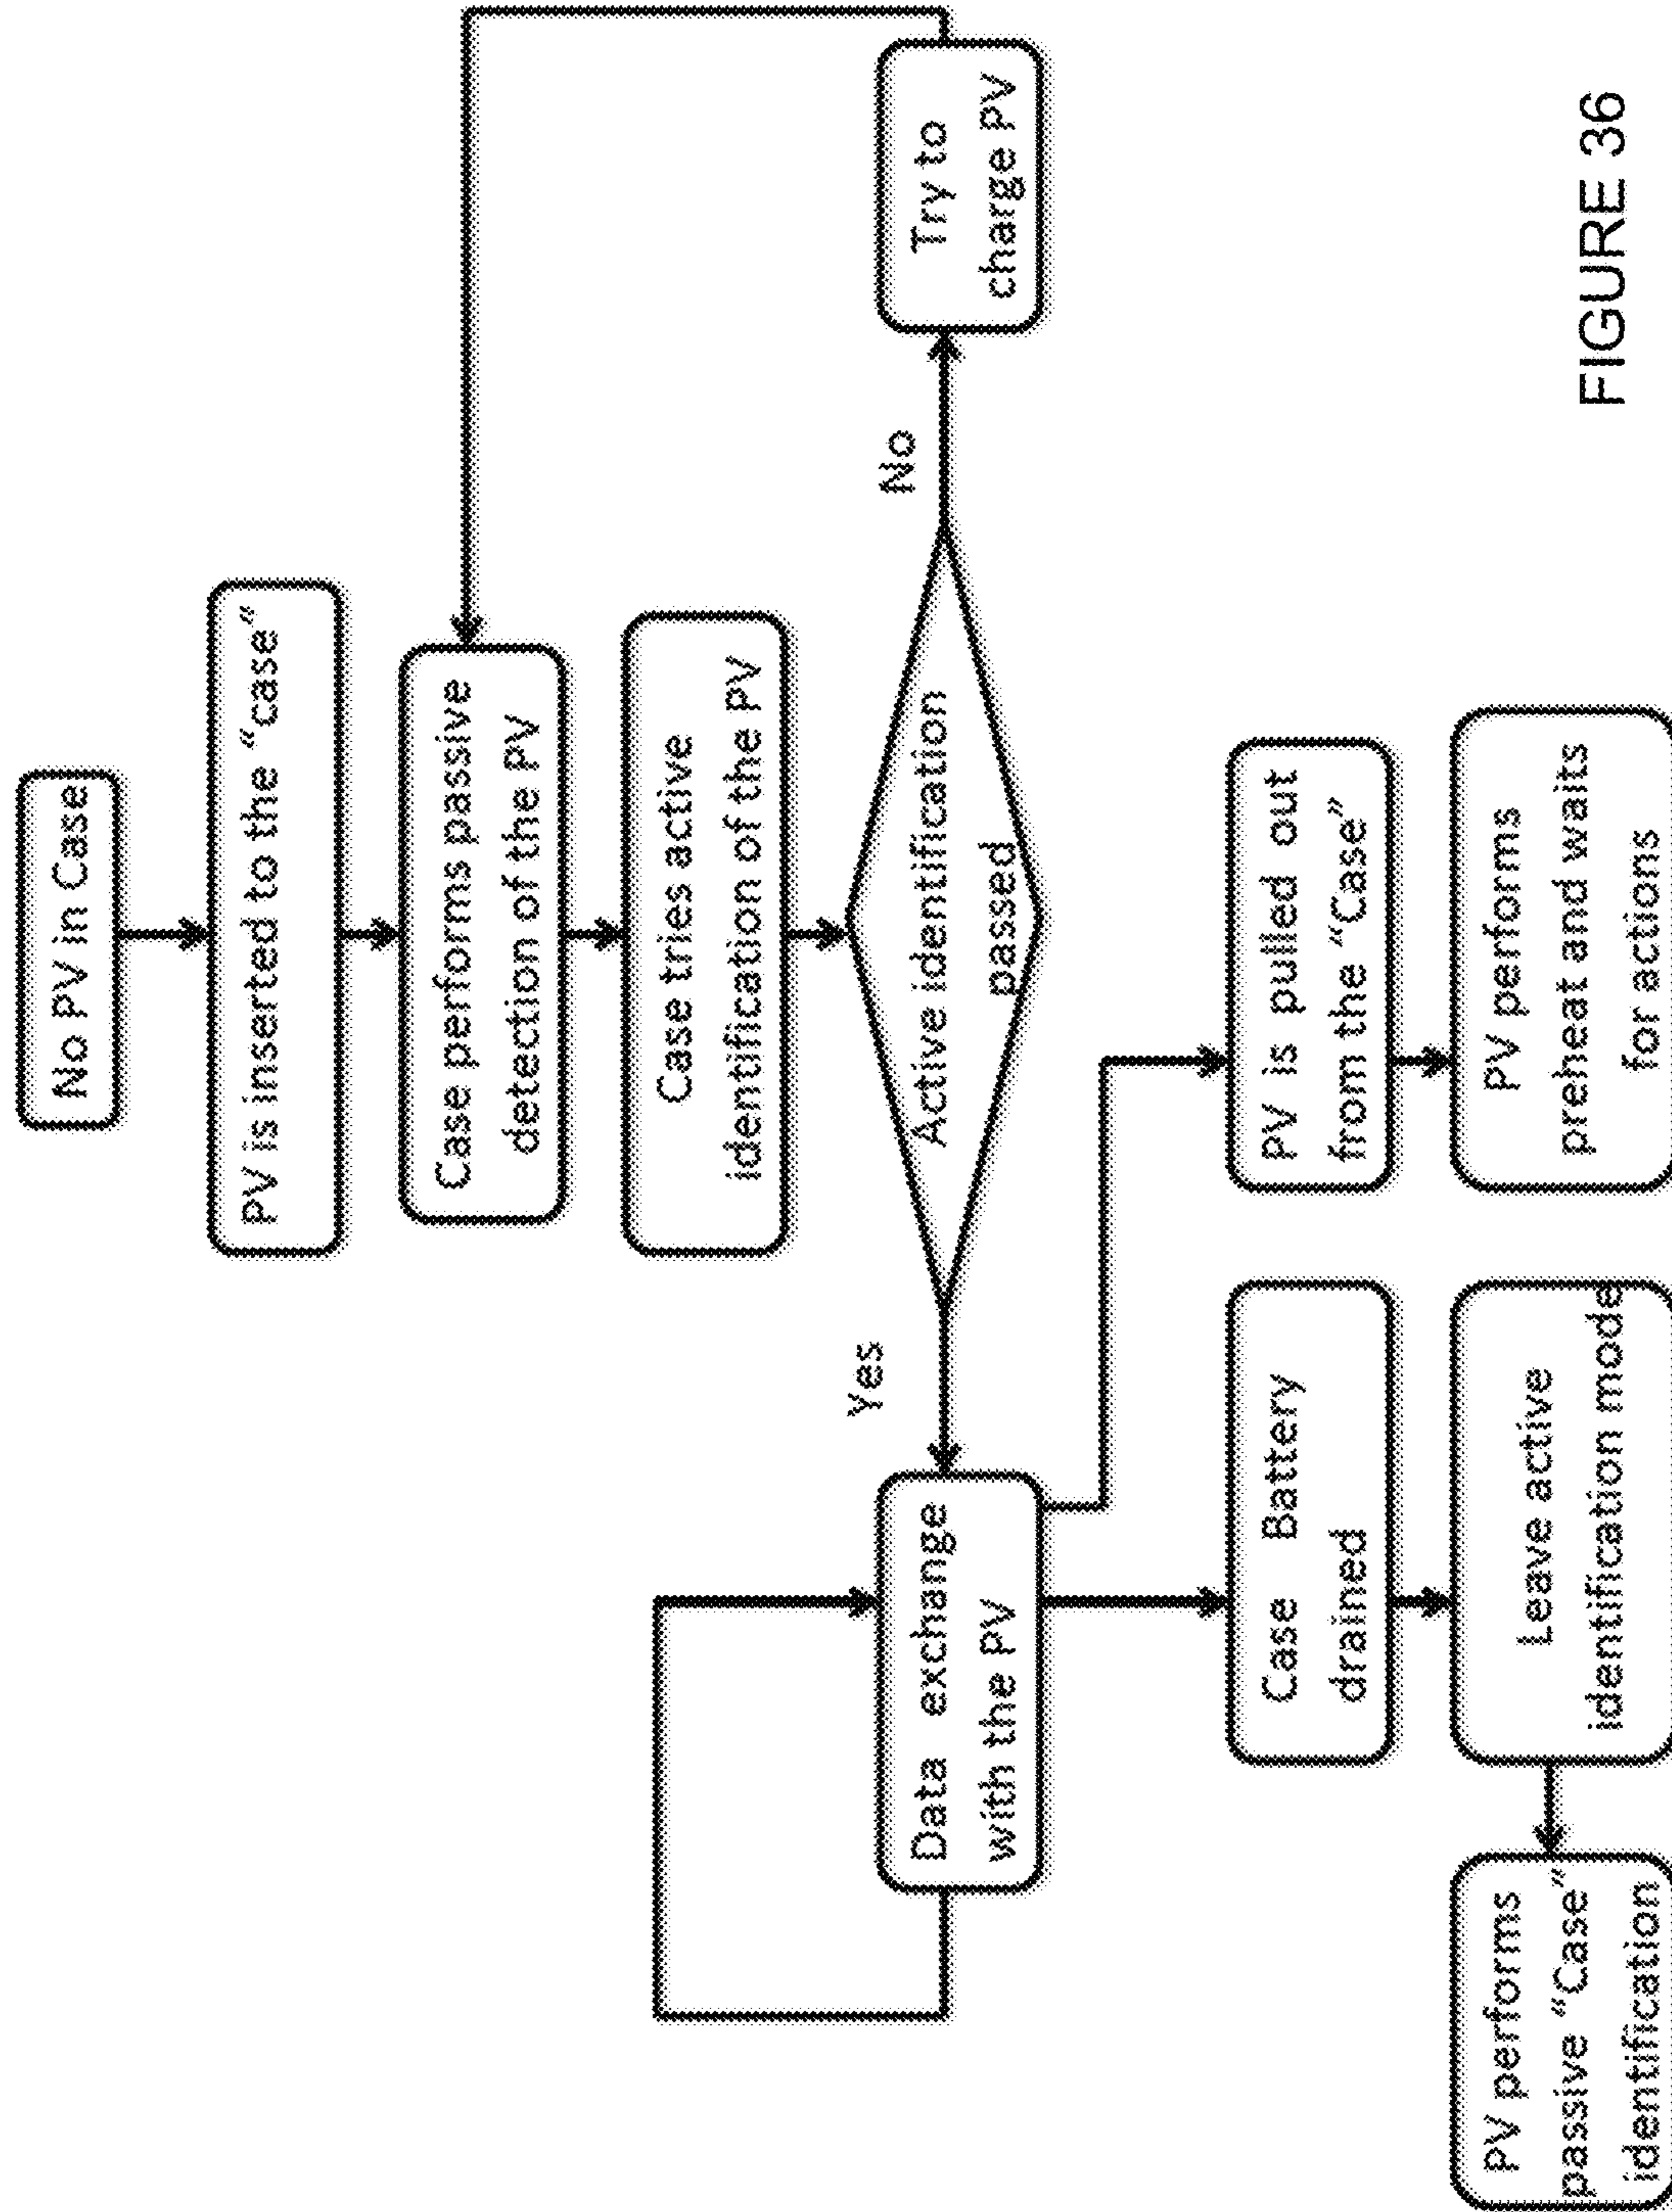 No PV in Case
PV is inserted to the “case”
Case performs passive
detection of the PV
Case tries active
identification of the PV
Active identification
passed
Yes
No
Try to
charge PV
Data exchange
with the PV
Case Battery
drained
PV is pulled out
from the “Case”
Leave active
identification mode
PV performs
preheat and waits
for actions
PV performs
passive “Case”
identification
FIGURE 36